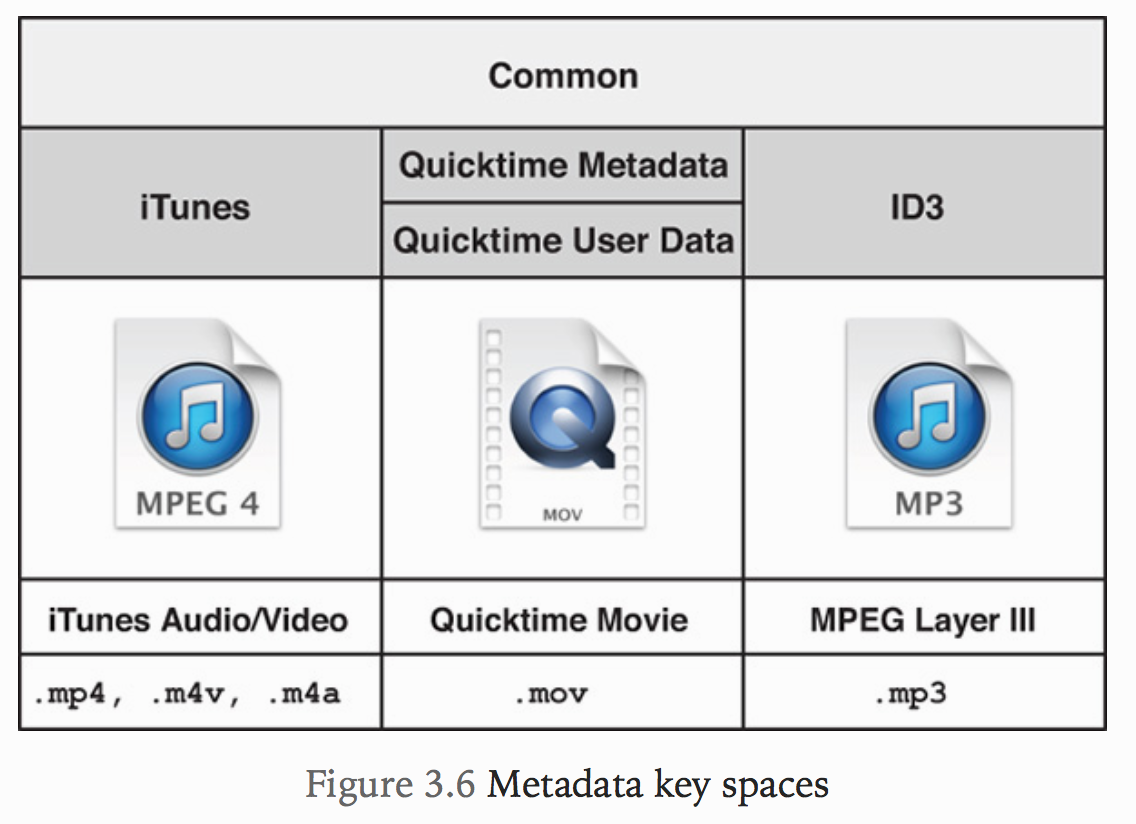 Common
iTunes
Quicktime Metadata
Quicktime User Data
ID3
MPEG 4
MOV
MP3
iTunes Audio/Video
Quicktime Movie
MPEG Layer III
.mp4, .m4v, .m4a
.mov
.mp3
Figure 3.6 Metadata key spaces